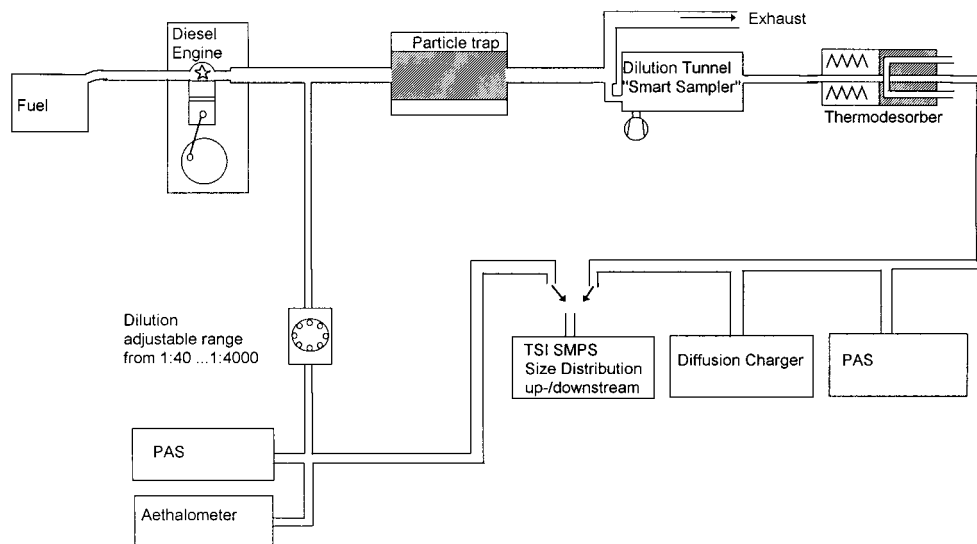 Exhaust
Diesel
Engine
Particle trap
Dilution Tunnel
"Smart Sampler"
Fuel
Thermodesorber
Dilution
adjustable range
from 1:40 ...1:4000
TSI SMPS
Size Distribution
up-/downstream
Diffusion Charger
PAS
PAS
Aethalometer